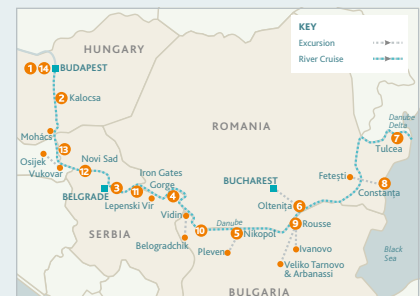 KEY
Excursion
River Cruise
HUNGARY
1 14 BUDAPEST
2 Kalocsa
Mohács
13
Osijek
Vukovar
12
Novi Sad
BELGRADE
3
11
Lepenski Vir
Iron Gates
Gorge
4
Vidin
Belogradchik
10
SERBIA
ROMANIA
BUCHAREST
Oltenița
6
Danube
5 Nikopol
Pleven
9 Rousse
Ivanovo
Veliko Tarnovo
& Arbanassi
BULGARIA
Fetești
8
Constanța
Danube
Delta
7
Tulcea
Black
Sea